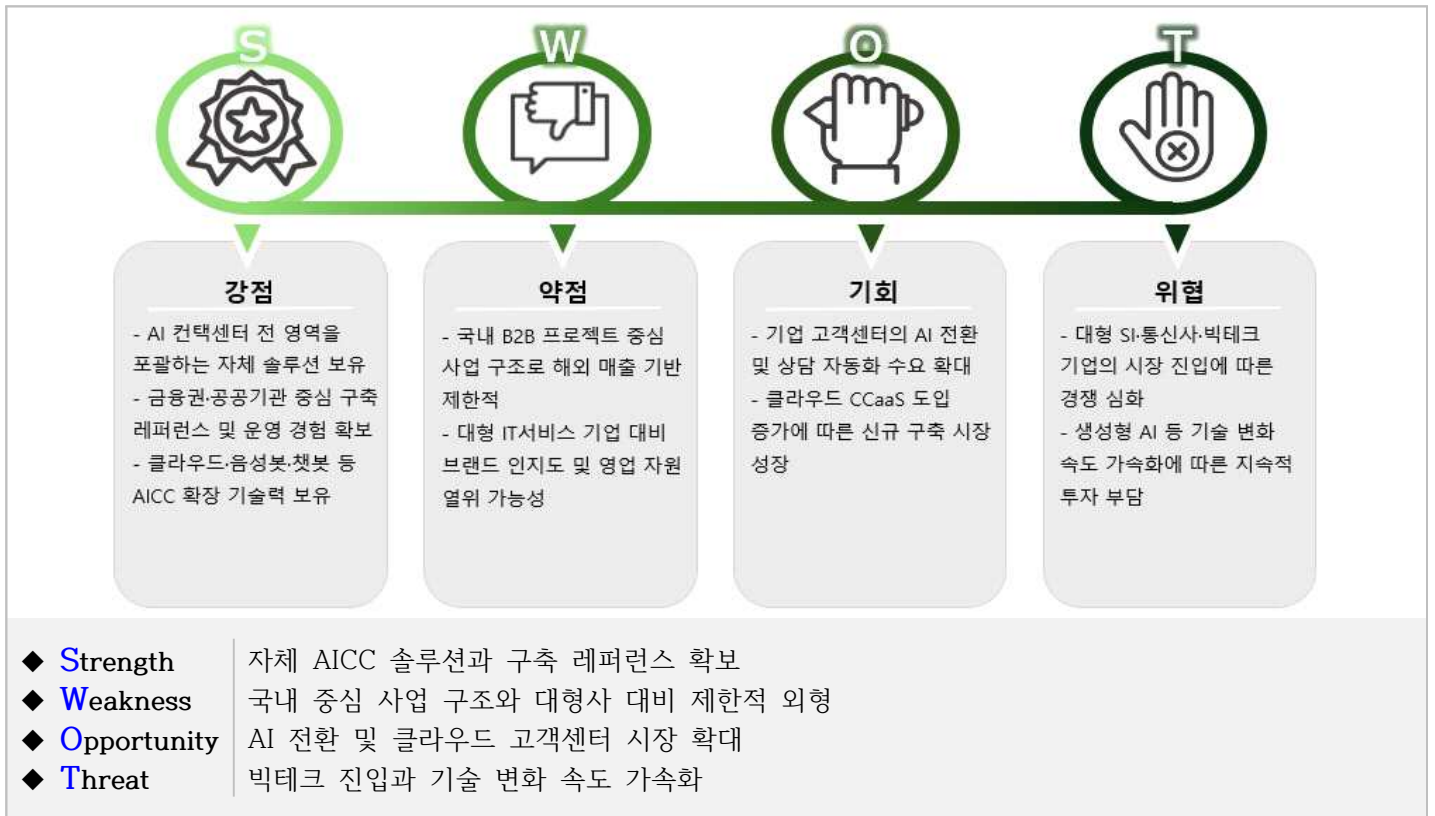 S
W
O
T
강점
- AI 컨택센터 전 영역을
포괄하는 자체 솔루션 보유
- 금융권·공공기관 중심 구축
레퍼런스 및 운영 경험 확보
- 클라우드·음성봇·챗봇 등
AICC 확장 기술력 보유
약점
- 국내 B2B 프로젝트 중심
사업 구조로 해외 매출 기반
제한적
- 대형 IT서비스 기업 대비
브랜드 인지도 및 영업 자원
열위 가능성
기회
- 기업 고객센터의 AI 전환
및 상담 자동화 수요 확대
- 클라우드 CCaaS 도입
증가에 따른 신규 구축 시장
성장
위협
- 대형 SI·통신사·빅테크
기업의 시장 진입에 따른
경쟁 심화
- 생성형 AI 등 기술 변화
속도 가속화에 따른 지속적
투자 부담
◆ Strength 자체 AICC 솔루션과 구축 레퍼런스 확보
◆ Weakness 국내 중심 사업 구조와 대형사 대비 제한적 외형
◆ Opportunity AI 전환 및 클라우드 고객센터 시장 확대
◆ Threat 빅테크 진입과 기술 변화 속도 가속화